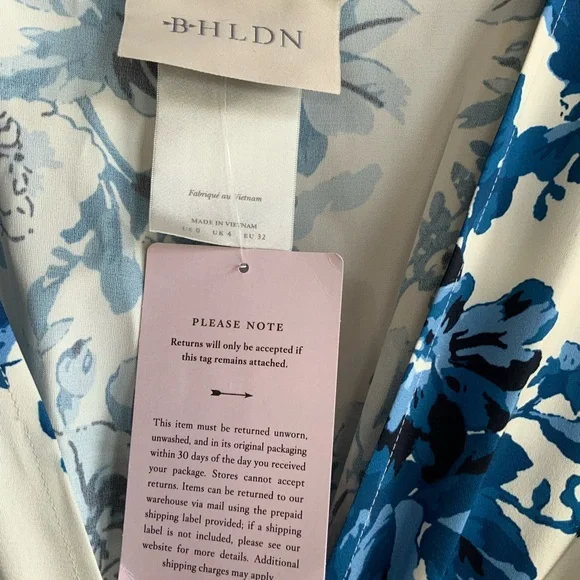 -B-HLDN
Fabriqué au Vietnam
MADE IN VIETNAM
US 0 UK 4 EU 32
PLEASE NOTE
Returns will only be accepted if
this tag remains attached.
This item must be returned unworn,
unwashed, and in its original packaging
within 30 days of the day you received
your package. Stores cannot accept
returns. Items can be returned to our
warehouse via mail using the prepaid
shipping label provided; if a shipping
label is not included, please see our
website for more details. Additional
shipping charges may apply.